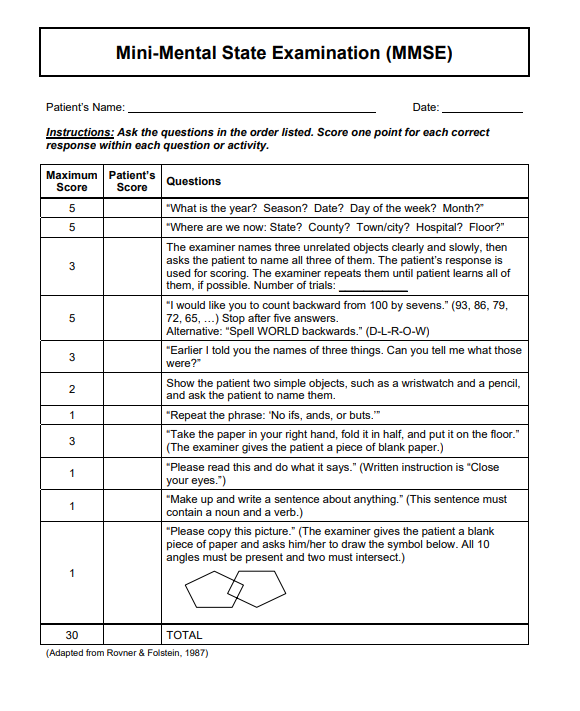 Mini-Mental State Examination (MMSE)
Patient's Name: Date:
Instructions: Ask the questions in the order listed. Score one point for each correct
response within each question or activity.
Maximum Score Patient's Score Questions
5 “What is the year? Season? Date? Day of the week? Month?”
5 “Where are we now: State? County? Town/city? Hospital? Floor?”
3
The examiner names three unrelated objects clearly and slowly, then
asks the patient to name all three of them. The patient's response is
used for scoring. The examiner repeats them until patient learns all of
them, if possible. Number of trials:
5
“I would like you to count backward from 100 by sevens.” (93, 86, 79,
72, 65, …) Stop after five answers.
Alternative: “Spell WORLD backwards.” (D-L-R-O-W)
3
“Earlier I told you the names of three things. Can you tell me what those
were?”
2
Show the patient two simple objects, such as a wristwatch and a pencil,
and ask the patient to name them.
1 “Repeat the phrase: ‘No ifs, ands, or buts.’”
3
“Take the paper in your right hand, fold it in half, and put it on the floor.”
(The examiner gives the patient a piece of blank paper.)
1
“Please read this and do what it says.” (Written instruction is “Close
your eyes.”)
1
“Make up and write a sentence about anything.” (This sentence must
contain a noun and a verb.)
1
“Please copy this picture.” (The examiner gives the patient a blank
piece of paper and asks him/her to draw the symbol below. All 10
angles must be present and two must intersect.)
30 TOTAL
(Adapted from Rovner & Folstein, 1987)